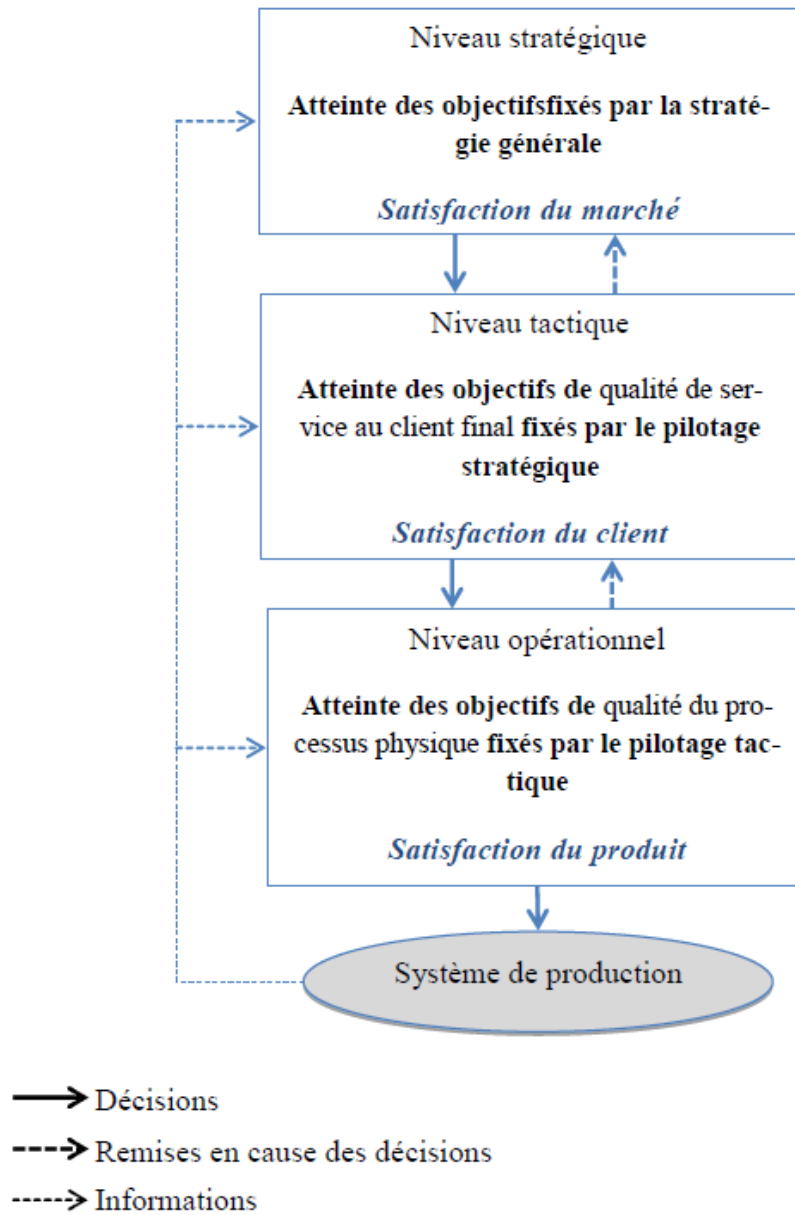 Niveau stratégique
Atteinte des objectifsfixés par la straté-
gie générale
Satisfaction du marché
Niveau tactique
Atteinte des objectifs de qualité de ser-
vice au client final fixés par le pilotage
stratégique
Satisfaction du client
Niveau opérationnel
Atteinte des objectifs de qualité du pro-
cessus physique fixés par le pilotage tac-
tique
Satisfaction du produit
Système de production
Décisions
Remises en cause des décisions
Informations